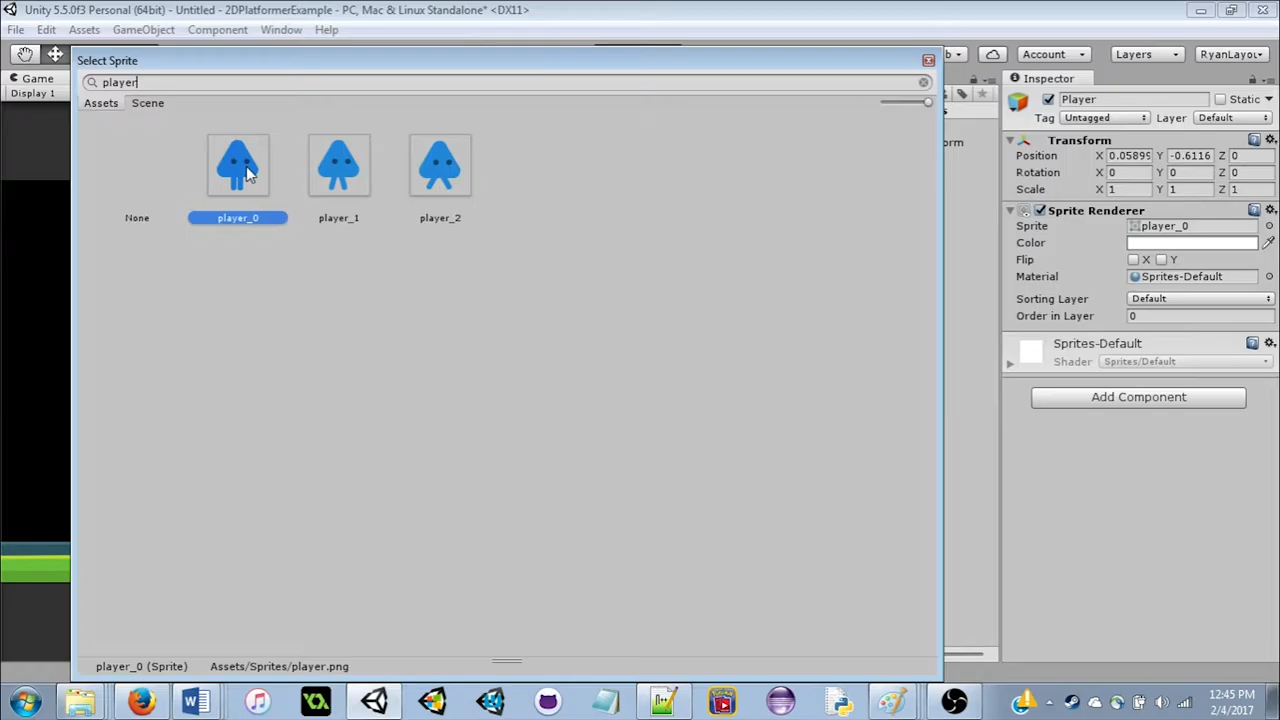 Unity 5.5.0f3 Personal (64bit) - Untitled - 2DPlatformerExample - PC, Mac & Linux Standalone* <DX11>
File Edit Assets GameObject Component Window Help
b Account Layers RyanLayou
Game
Display 1
Select Sprite
player
Assets Scene
None player_0 player_1 player_2
player_0 (Sprite) Assets/Sprites/player.png
orm
Inspector
Player Static
Tag Untagged Layer Default
Transform
Position X 0.05899 Y -0.6116 Z 0
Rotation X 0 Y 0 Z 0
Scale X 1 Y 1 Z 1
Sprite Renderer
Sprite player_0
Color
Flip X Y
Material Sprites-Default
Sorting Layer Default
Order in Layer 0
Sprites-Default
Shader Sprites/Default
Add Component
12:45 PM
2/4/2017